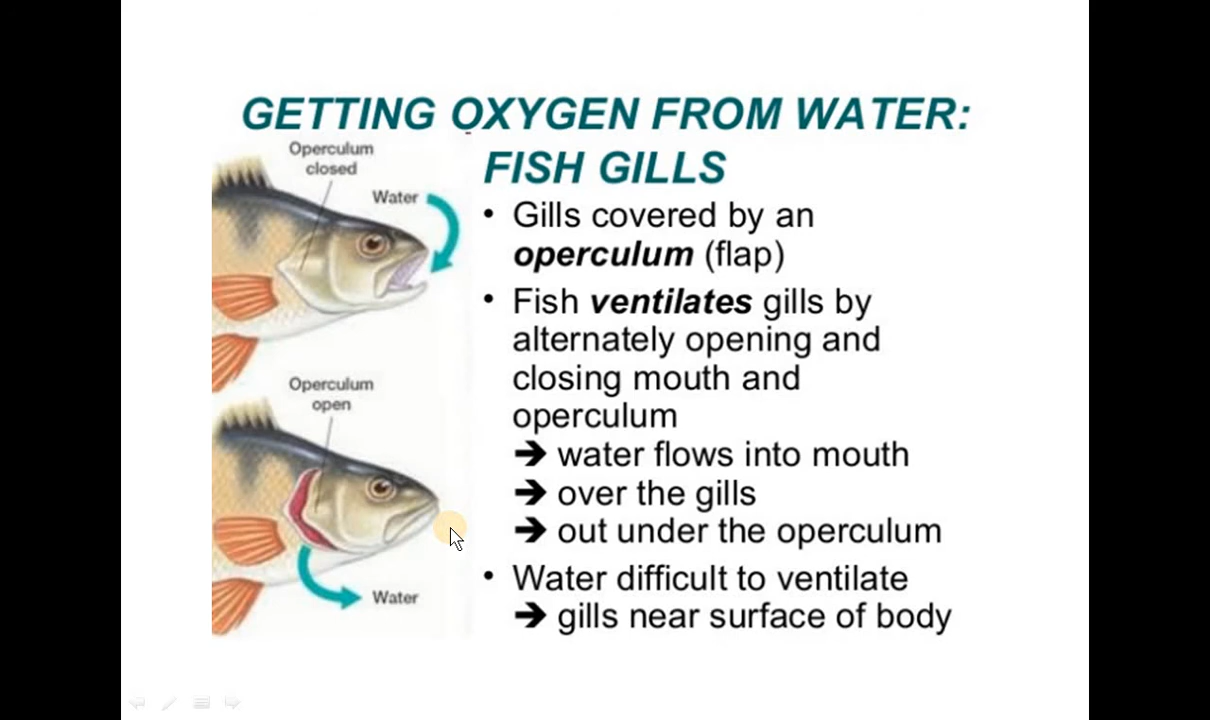 GETTING OXYGEN FROM WATER:
FISH GILLS
Operculum
closed
Water
Operculum
open
Water
• Gills covered by an
operculum (flap)
• Fish ventilates gills by
alternately opening and
closing mouth and
operculum
➔ water flows into mouth
➔ over the gills
➔ out under the operculum
• Water difficult to ventilate
➔ gills near surface of body